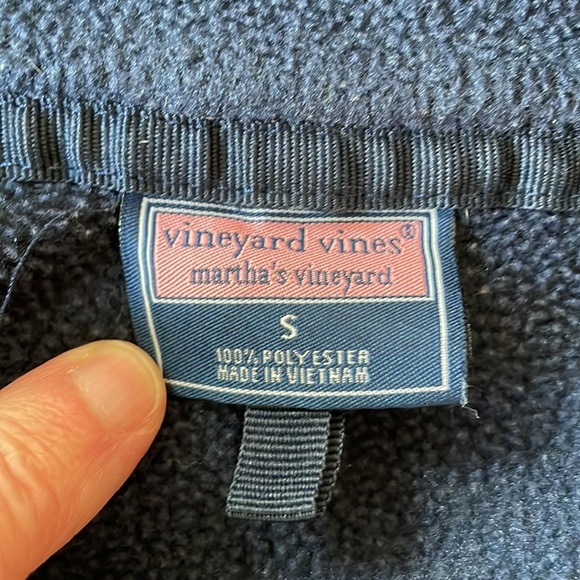 vineyard vines®
martha's vineyard
S
100% POLYESTER
MADE IN VIETNAM